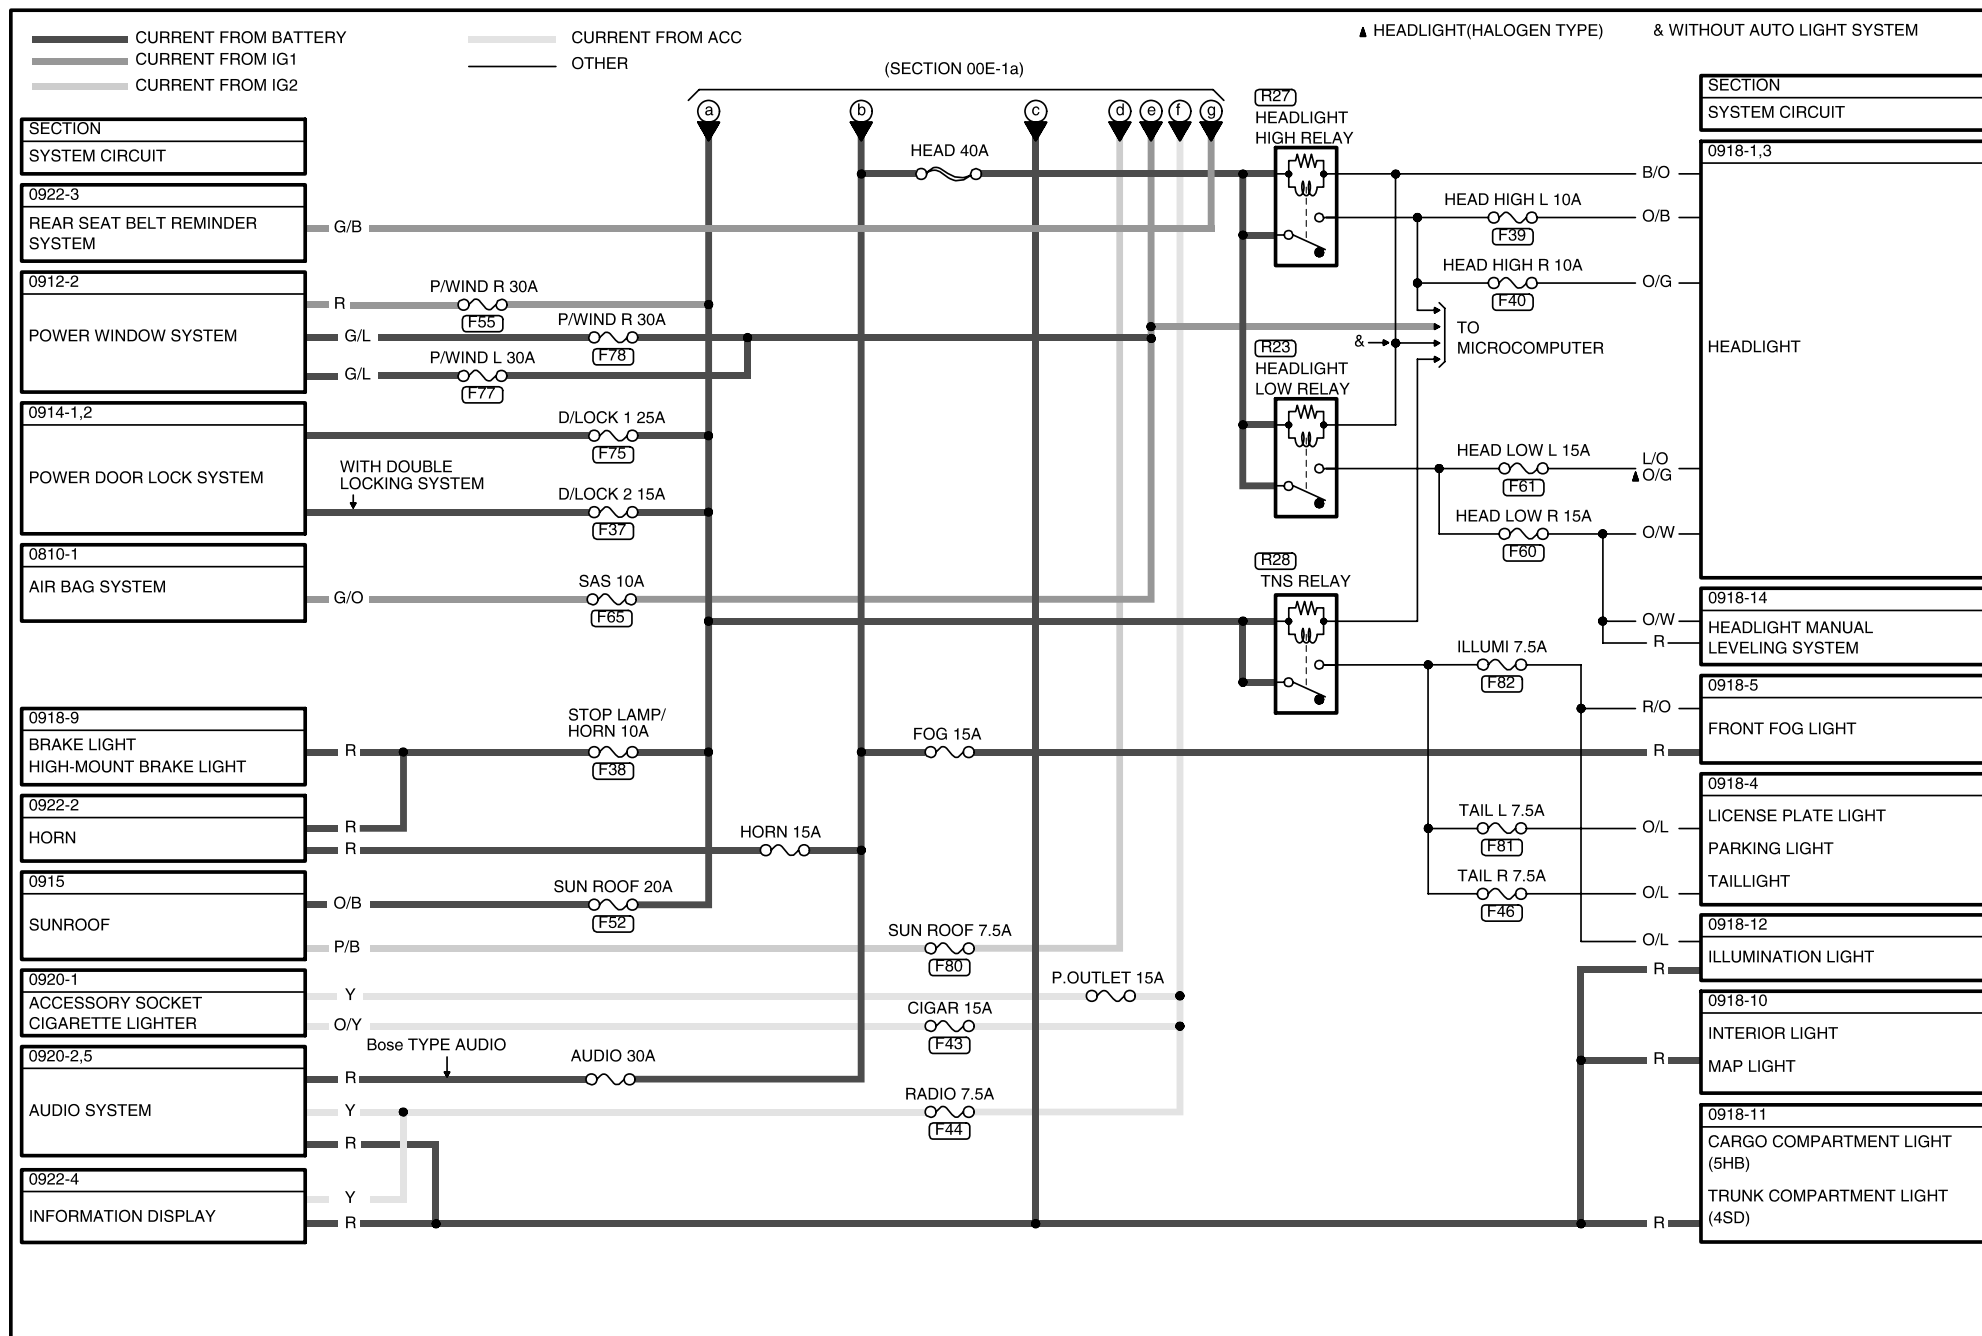 CURRENT FROM BATTERY
CURRENT FROM IG1
CURRENT FROM IG2
CURRENT FROM ACC
OTHER
(SECTION 00E-1a)
▲ HEADLIGHT(HALOGEN TYPE)
& WITHOUT AUTO LIGHT SYSTEM
a
b
c
d
e
f
g
SECTION
SYSTEM CIRCUIT
0922-3
REAR SEAT BELT REMINDER
SYSTEM
G/B
0912-2
POWER WINDOW SYSTEM
R
P/WIND R 30A
F55
G/L
P/WIND R 30A
F78
G/L
P/WIND L 30A
F77
0914-1,2
POWER DOOR LOCK SYSTEM
D/LOCK 1 25A
F75
WITH DOUBLE
LOCKING SYSTEM
D/LOCK 2 15A
F37
0810-1
AIR BAG SYSTEM
G/O
SAS 10A
F65
0918-9
BRAKE LIGHT
HIGH-MOUNT BRAKE LIGHT
R
STOP LAMP/
HORN 10A
F38
0922-2
HORN
R
R
HORN 15A
0915
SUNROOF
O/B
SUN ROOF 20A
F52
P/B
SUN ROOF 7.5A
F80
0920-1
ACCESSORY SOCKET
CIGARETTE LIGHTER
Y
P.OUTLET 15A
O/Y
CIGAR 15A
F43
0920-2,5
AUDIO SYSTEM
Bose TYPE AUDIO
R
AUDIO 30A
Y
RADIO 7.5A
F44
R
0922-4
INFORMATION DISPLAY
Y
R
HEAD 40A
FOG 15A
R27
HEADLIGHT
HIGH RELAY
R23
HEADLIGHT
LOW RELAY
R28
TNS RELAY
&
TO
MICROCOMPUTER
HEAD HIGH L 10A
F39
HEAD HIGH R 10A
F40
HEAD LOW L 15A
F61
HEAD LOW R 15A
F60
ILLUMI 7.5A
F82
TAIL L 7.5A
F81
TAIL R 7.5A
F46
SECTION
SYSTEM CIRCUIT
0918-1,3
HEADLIGHT
B/O
O/B
O/G
L/O
▲ O/G
O/W
0918-14
HEADLIGHT MANUAL
LEVELING SYSTEM
O/W
R
0918-5
FRONT FOG LIGHT
R/O
R
0918-4
LICENSE PLATE LIGHT
PARKING LIGHT
TAILLIGHT
O/L
O/L
0918-12
ILLUMINATION LIGHT
O/L
R
0918-10
INTERIOR LIGHT
MAP LIGHT
R
0918-11
CARGO COMPARTMENT LIGHT
(5HB)
TRUNK COMPARTMENT LIGHT
(4SD)
R